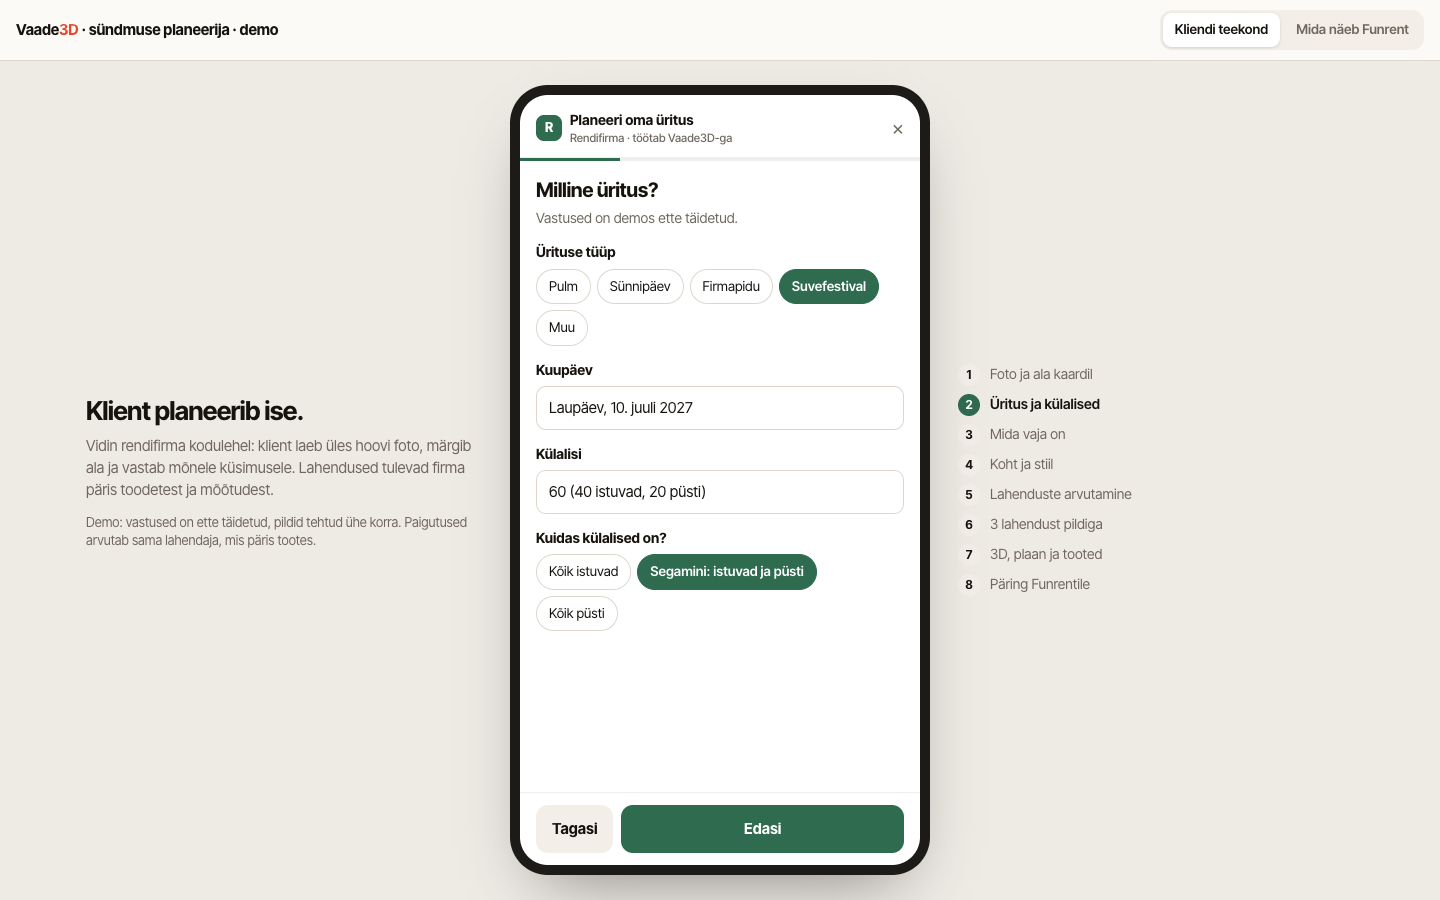 Vaade3D · sündmuse planeerija · demo
Kliendi teekond
Mida näeb Funrent
R
Planeeri oma üritus
Rendifirma · töötab Vaade3D-ga
×
Milline üritus?
Vastused on demos ette täidetud.
Ürituse tüüp
Pulm
Sünnipäev
Firmapidu
Suvefestival
Muu
Kuupäev
Laupäev, 10. juuli 2027
Külalisi
60 (40 istuvad, 20 püsti)
Kuidas külalised on?
Kõik istuvad
Segamini: istuvad ja püsti
Kõik püsti
Tagasi
Edasi
Klient planeerib ise.
Vidin rendifirma kodulehel: klient laeb üles hoovi foto, märgib
ala ja vastab mõnele küsimusele. Lahendused tulevad firma
päris toodetest ja mõõtudest.
Demo: vastused on ette täidetud, pildid tehtud ühe korra. Paigutused
arvutab sama lahendaja, mis päris tootes.
1 Foto ja ala kaardil
2 Üritus ja külalised
3 Mida vaja on
4 Koht ja stiil
5 Lahenduste arvutamine
6 3 lahendust pildiga
7 3D, plaan ja tooted
8 Päring Funrentile